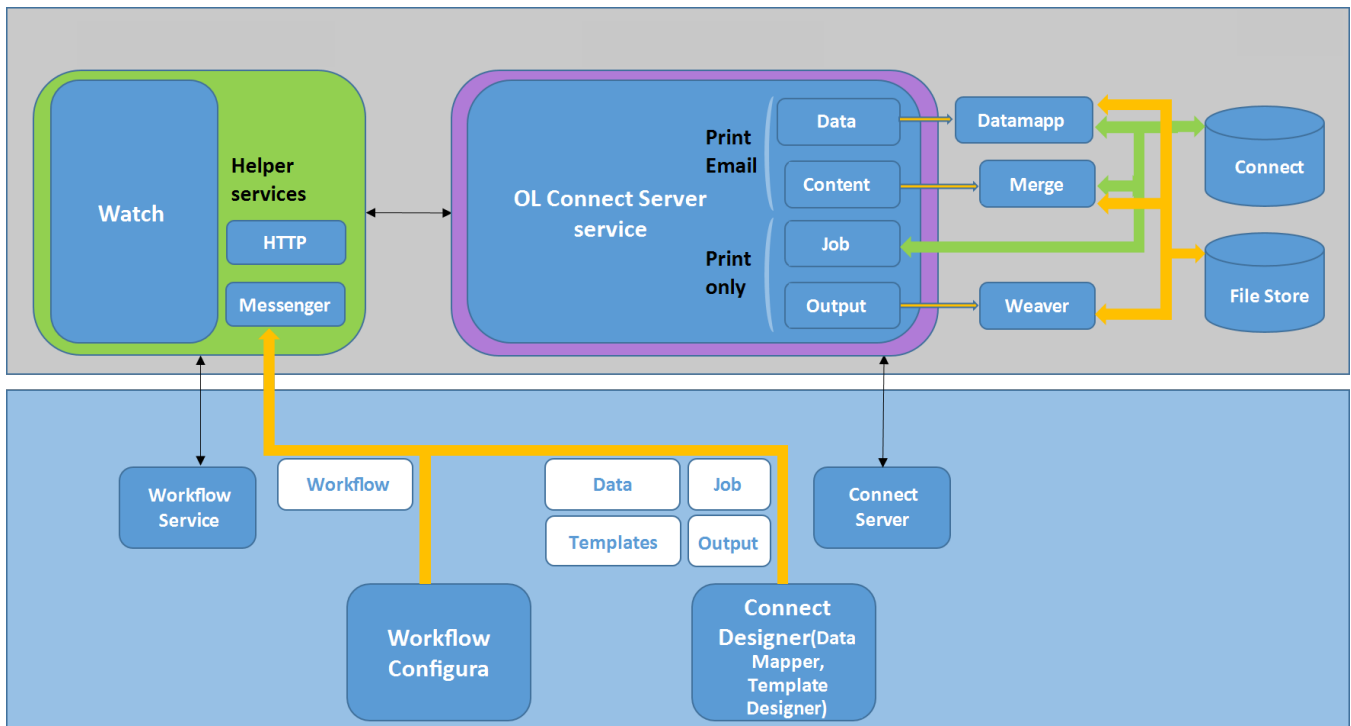 Watch
Helper
services
HTTP
Messenger
OL Connect Server
service
Print
Email
Print
only
Data
Content
Job
Output
Datamapp
Merge
Weaver
Connect
File Store
Workflow
Service
Workflow
Data
Job
Templates
Output
Connect
Server
Workflow
Configura
Connect
Designer(Data
Mapper,
Template
Designer)